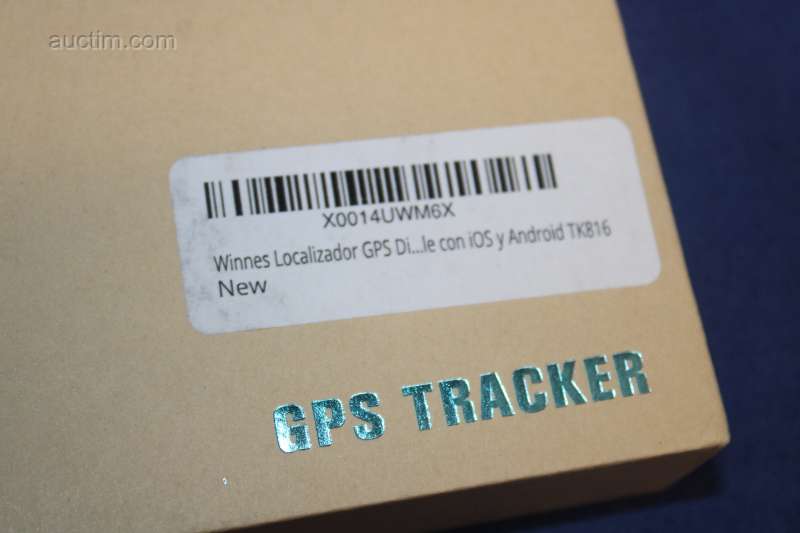 auctim.com
X0014UWM6X
Winnes Localizador GPS Di...le con iOS y Android TK816
New
GPS TRACKER